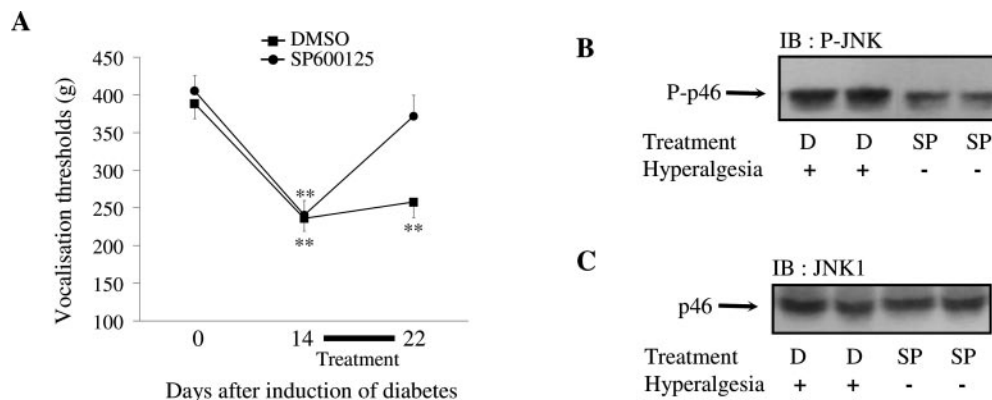 A
DMSO
SP600125
Vocalisation thresholds (g)
450
400
350
300
250
200
150
100
**
**
**
0 14 22
Treatment
Days after induction of diabetes
B
IB : P-JNK
P-p46
Treatment D D SP SP
Hyperalgesia + + - -
C
IB : JNK1
p46
Treatment D D SP SP
Hyperalgesia + + - -